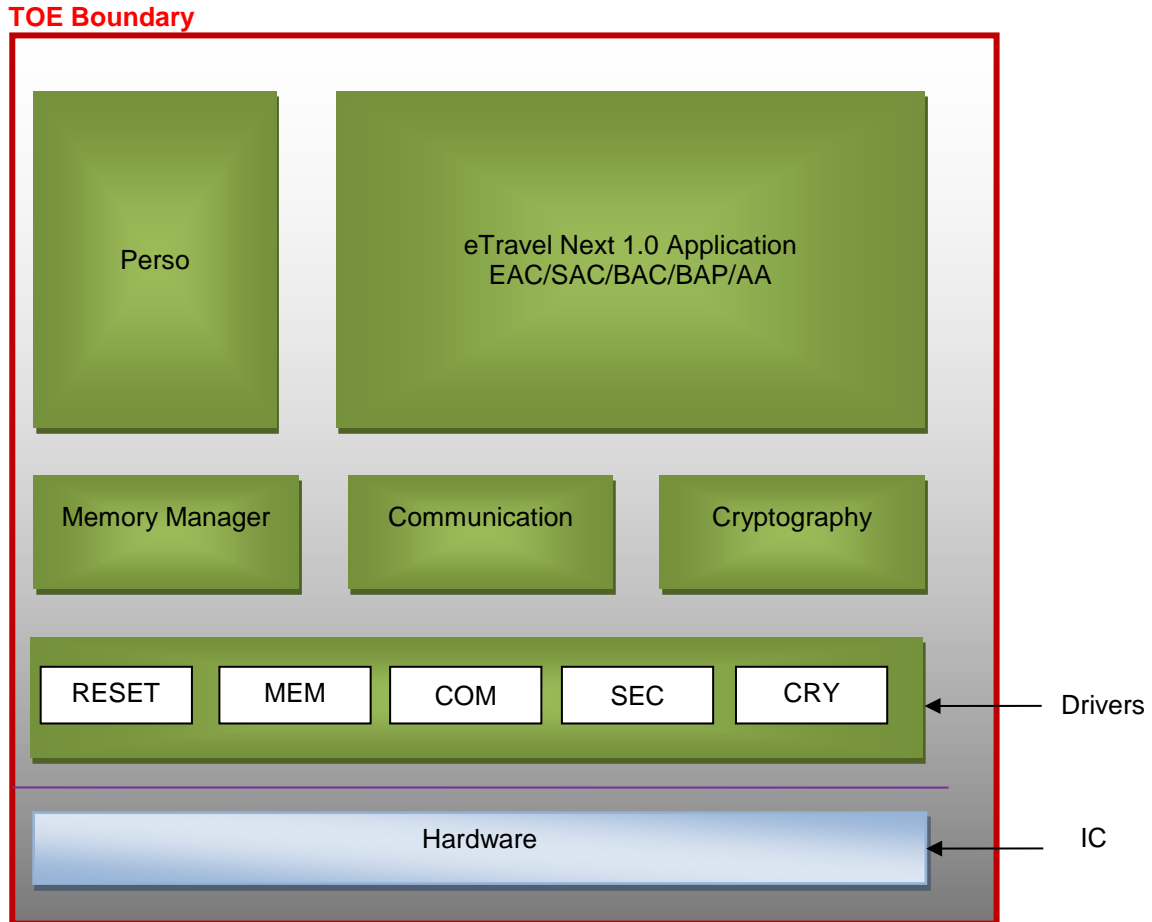 TOE Boundary
Perso
eTravel Next 1.0 Application
EAC/SAC/BAC/BAP/AA
Memory Manager
Communication
Cryptography
RESET
MEM
COM
SEC
CRY
Drivers
Hardware
IC